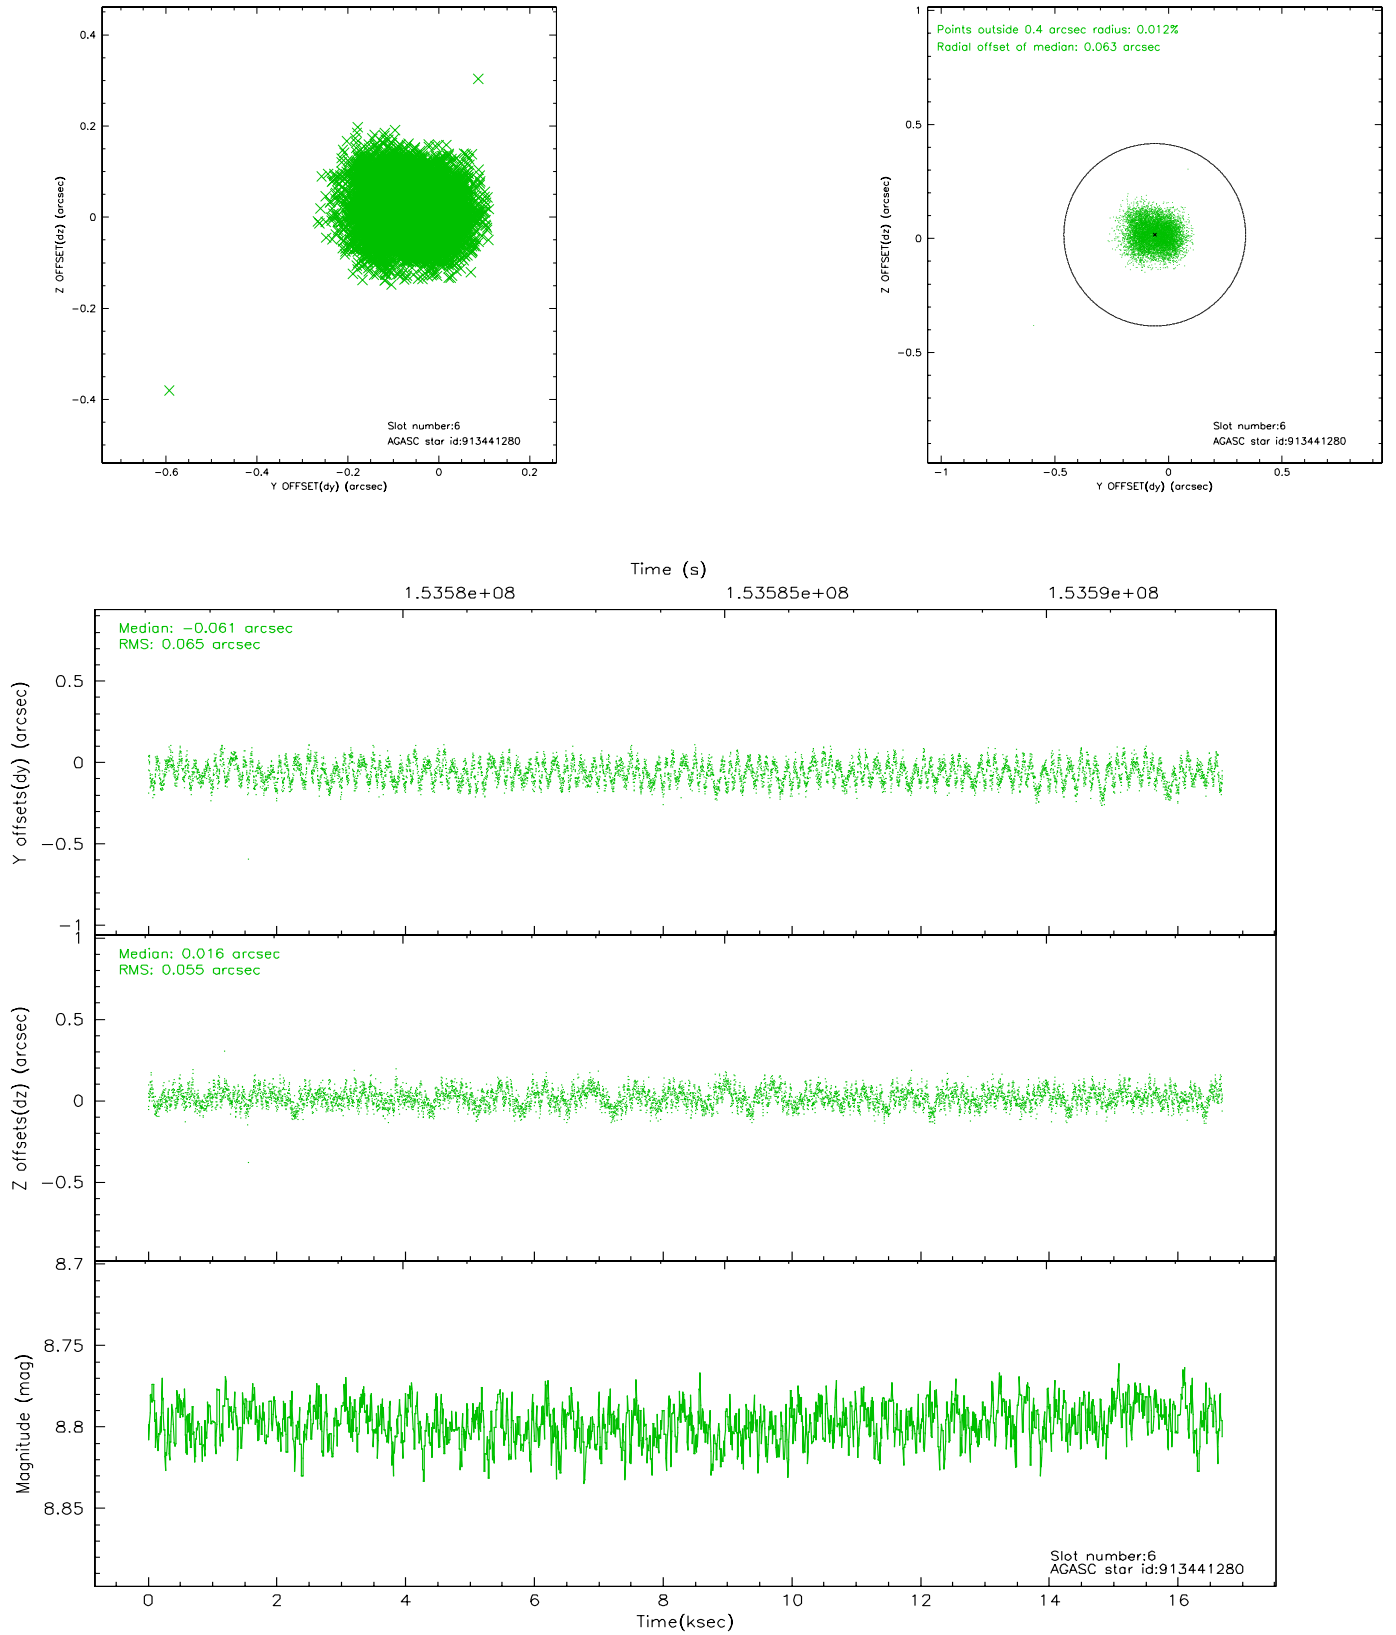 0.4
0.2
0
−0.2
−0.4
Z OFFSET(dz) (arcsec)
Slot number:6
AGASC star id:913441280
−0.6 −0.4 −0.2 0 0.2
Y OFFSET(dy) (arcsec)
Points outside 0.4 arcsec radius: 0.012%
Radial offset of median: 0.063 arcsec
1
0.5
0
−0.5
Z OFFSET(dz) (arcsec)
Slot number:6
AGASC star id:913441280
−1 −0.5 0 0.5
Y OFFSET(dy) (arcsec)
Time (s)
1.5358e+08 1.53585e+08 1.5359e+08
Median: −0.061 arcsec
RMS: 0.065 arcsec
0.5
0
−0.5
−1
Y offsets(dy) (arcsec)
Median: 0.016 arcsec
RMS: 0.055 arcsec
1
0.5
0
−0.5
Z offsets(dz) (arcsec)
8.7
8.75
8.8
8.85
Magnitude (mag)
Slot number:6
AGASC star id:913441280
0 2 4 6 8 10 12 14 16
Time(ksec)